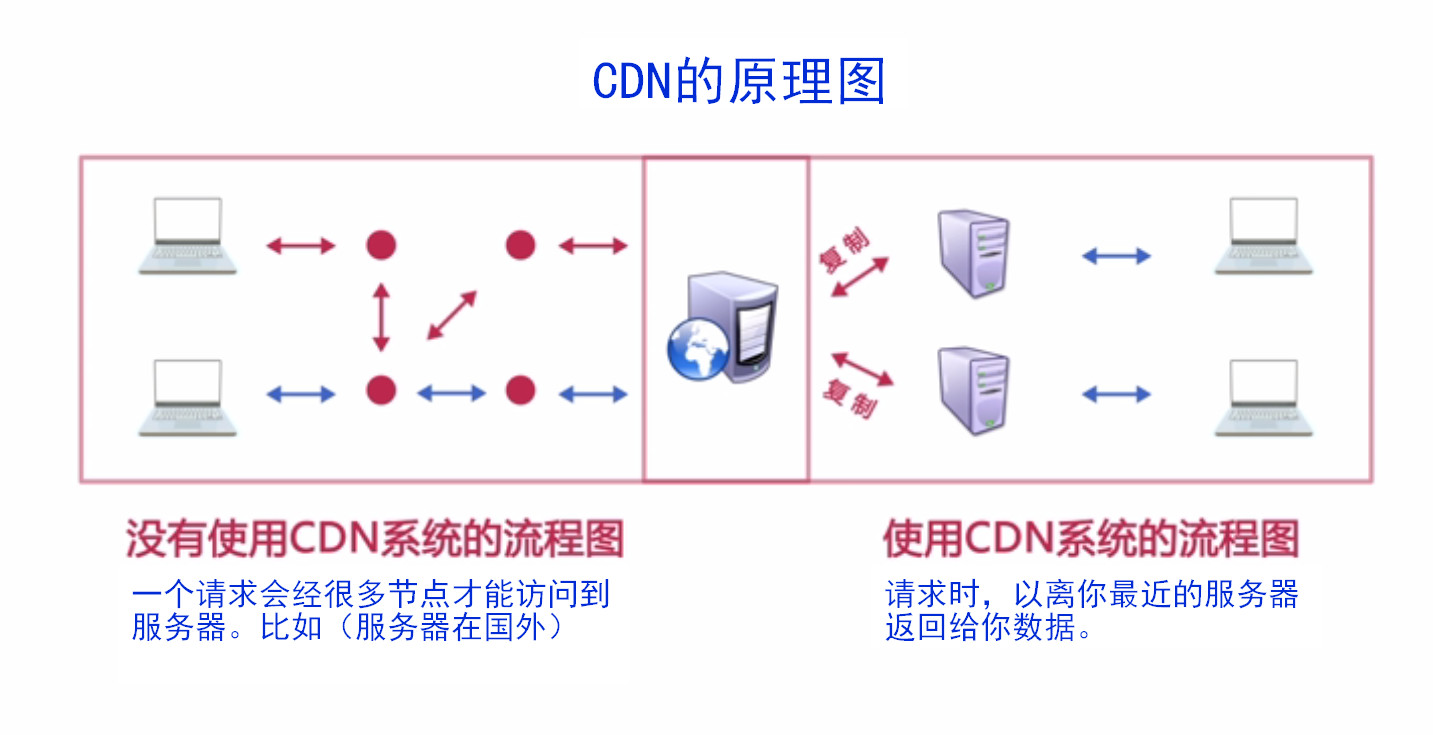 CDN的原理图
复制
复制
没有使用CDN系统的流程图
一个请求会经很多节点才能访问到
服务器。比如（服务器在国外）
使用CDN系统的流程图
请求时，以离你最近的服务器
返回给你数据。